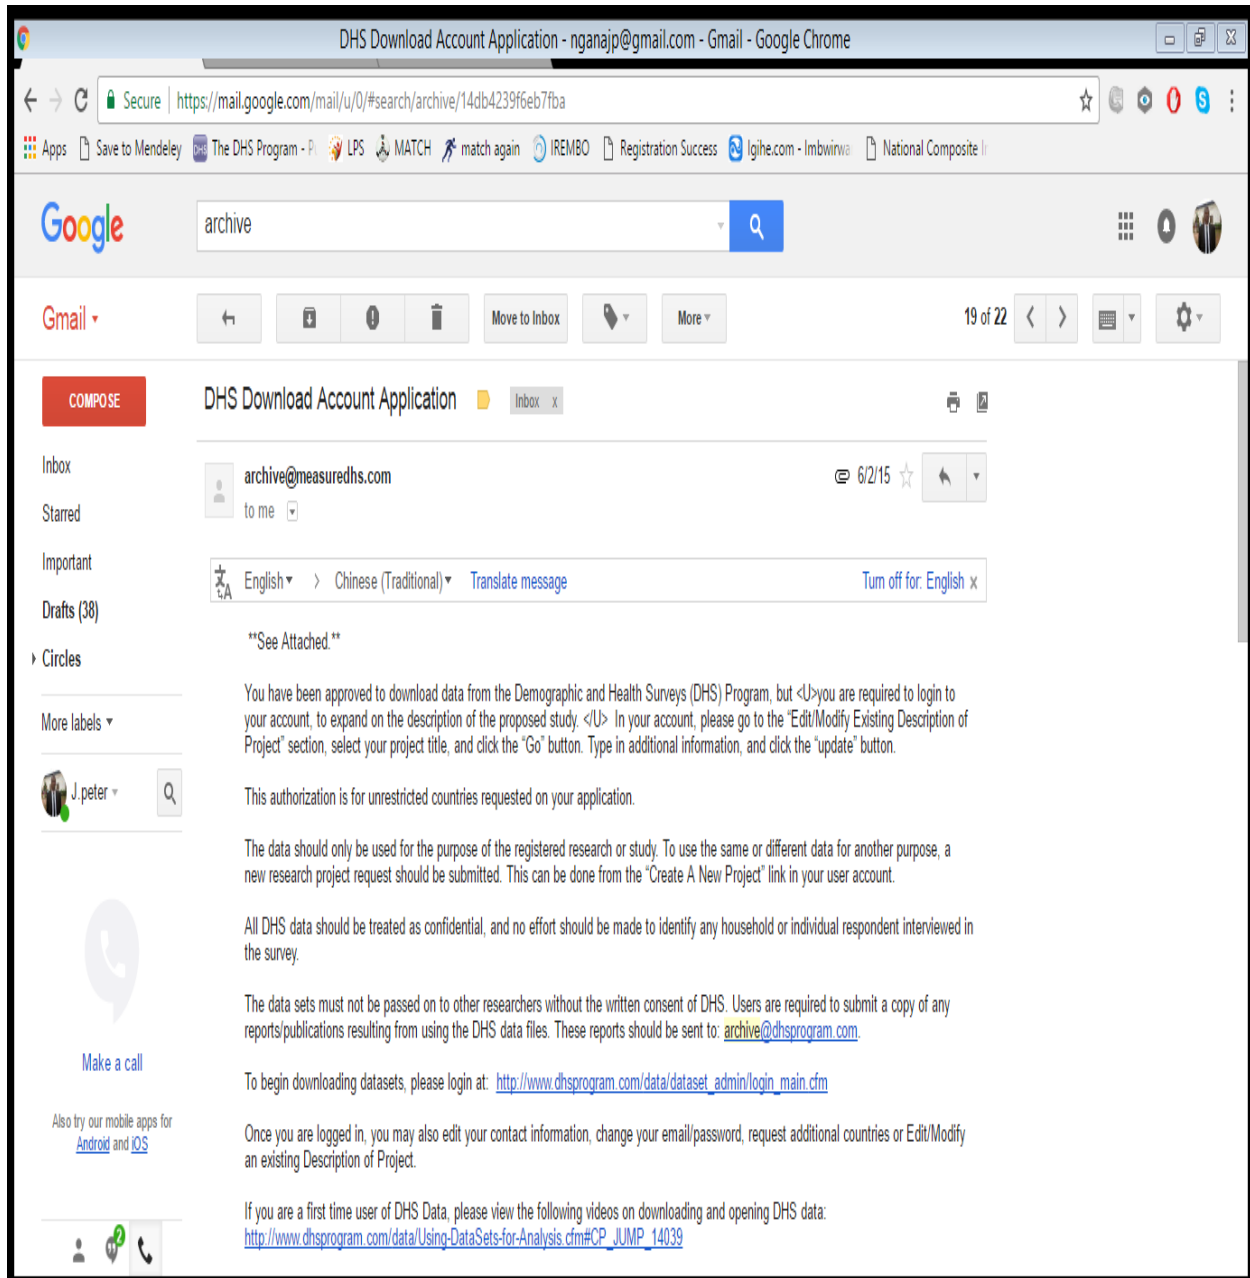 DHS Download Account Application - nganajp@gmail.com - Gmail - Google Chrome
Secure | https://mail.google.com/mail/u/0/#search/archive/14db4239f6eb7fba
Apps Save to Mendeley The DHS Program - P LPS MATCH match again IREMBO Registration Success Igihe.com - Imbwirwa National Composite I
Google archive
Gmail Move to Inbox More 19 of 22
COMPOSE
DHS Download Account Application Inbox x
Inbox
Starred
Important
Drafts (38)
Circles
More labels
J.peter
Make a call
Also try our mobile apps for
Android and iOS
2
archive@measuredhs.com 6/2/15
to me
English > Chinese (Traditional) Translate message Turn off for: English x
**See Attached.**
You have been approved to download data from the Demographic and Health Surveys (DHS) Program, but <U>you are required to login to
your account, to expand on the description of the proposed study. </U> In your account, please go to the “Edit/Modify Existing Description of
Project” section, select your project title, and click the “Go” button. Type in additional information, and click the “update” button.
This authorization is for unrestricted countries requested on your application.
The data should only be used for the purpose of the registered research or study. To use the same or different data for another purpose, a
new research project request should be submitted. This can be done from the “Create A New Project” link in your user account.
All DHS data should be treated as confidential, and no effort should be made to identify any household or individual respondent interviewed in
the survey.
The data sets must not be passed on to other researchers without the written consent of DHS. Users are required to submit a copy of any
reports/publications resulting from using the DHS data files. These reports should be sent to: archive@dhsprogram.com.
To begin downloading datasets, please login at: http://www.dhsprogram.com/data/dataset_admin/login_main.cfm
Once you are logged in, you may also edit your contact information, change your email/password, request additional countries or Edit/Modify
an existing Description of Project.
If you are a first time user of DHS Data, please view the following videos on downloading and opening DHS data:
http://www.dhsprogram.com/data/Using-DataSets-for-Analysis.cfm#CP_JUMP_14039